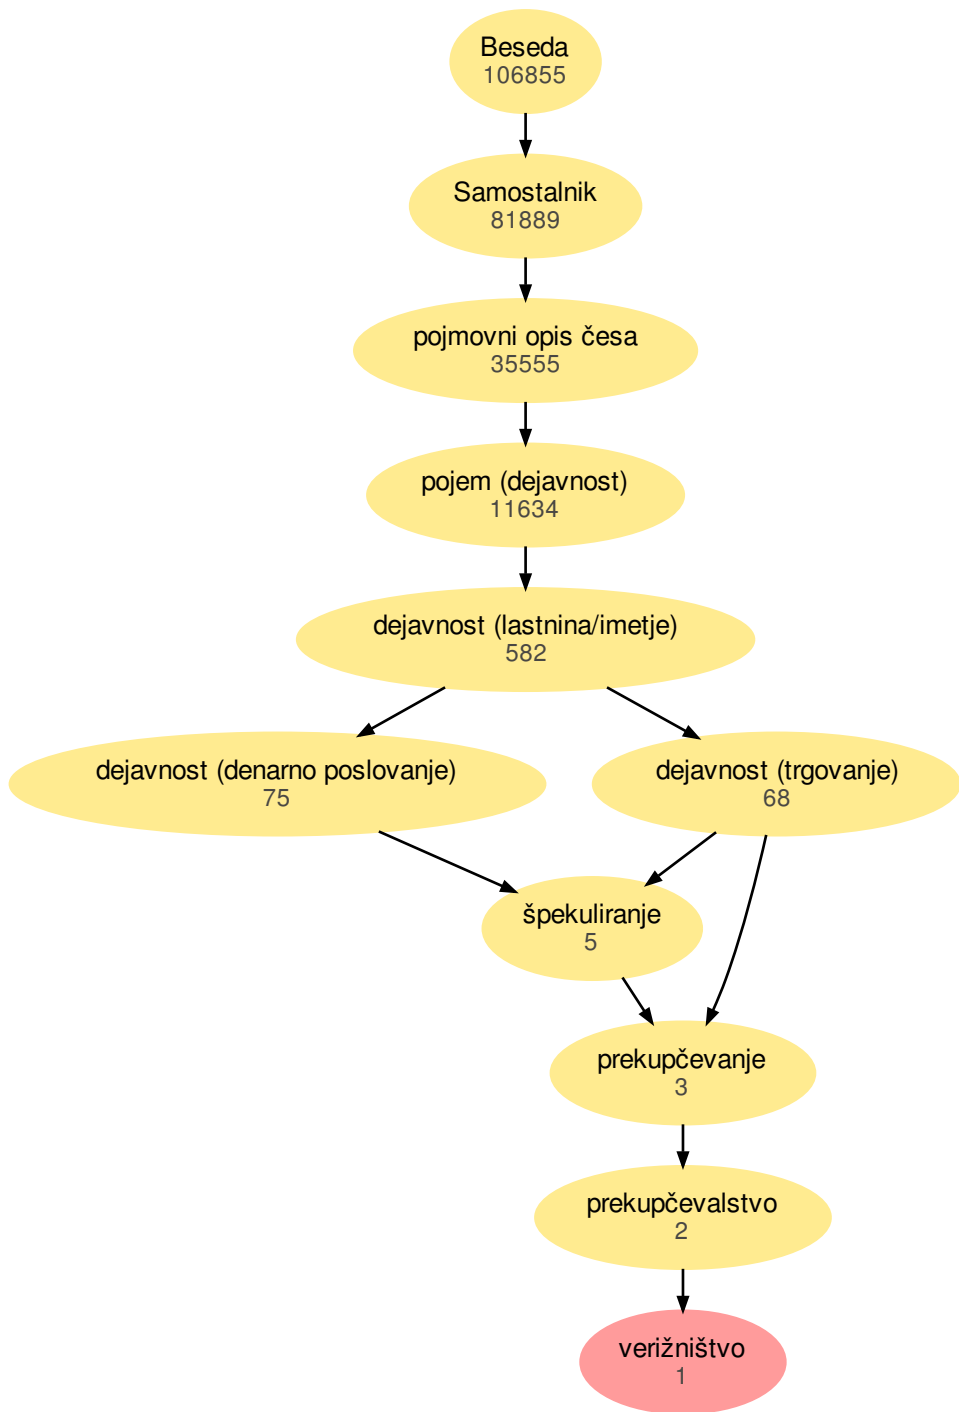 Beseda
106855
Samostalnik
81889
pojmovni opis česa
35555
pojem (dejavnost)
11634
dejavnost (lastnina/imetje)
582
dejavnost (denarno poslovanje)
75
dejavnost (trgovanje)
68
špekuliranje
5
prekupčevanje
3
prekupčevalstvo
2
verižništvo
1